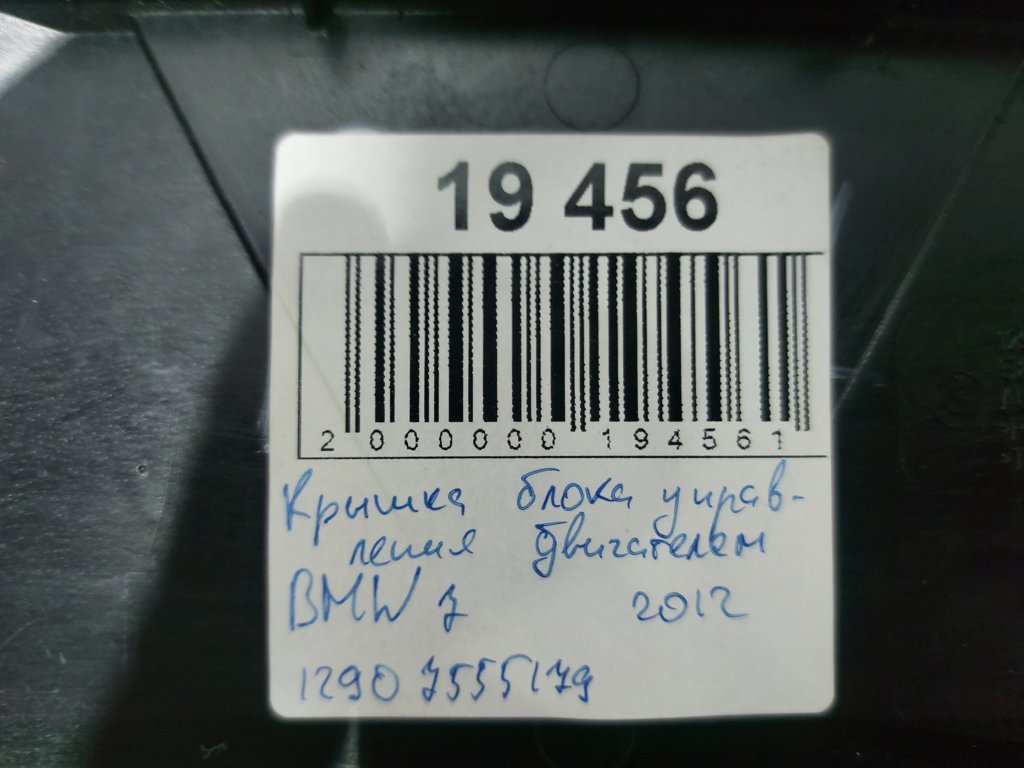 19 456
2 000000 194561
Крышка блока управ-
ления двигателем
BMW 7 2012
1290 7555179